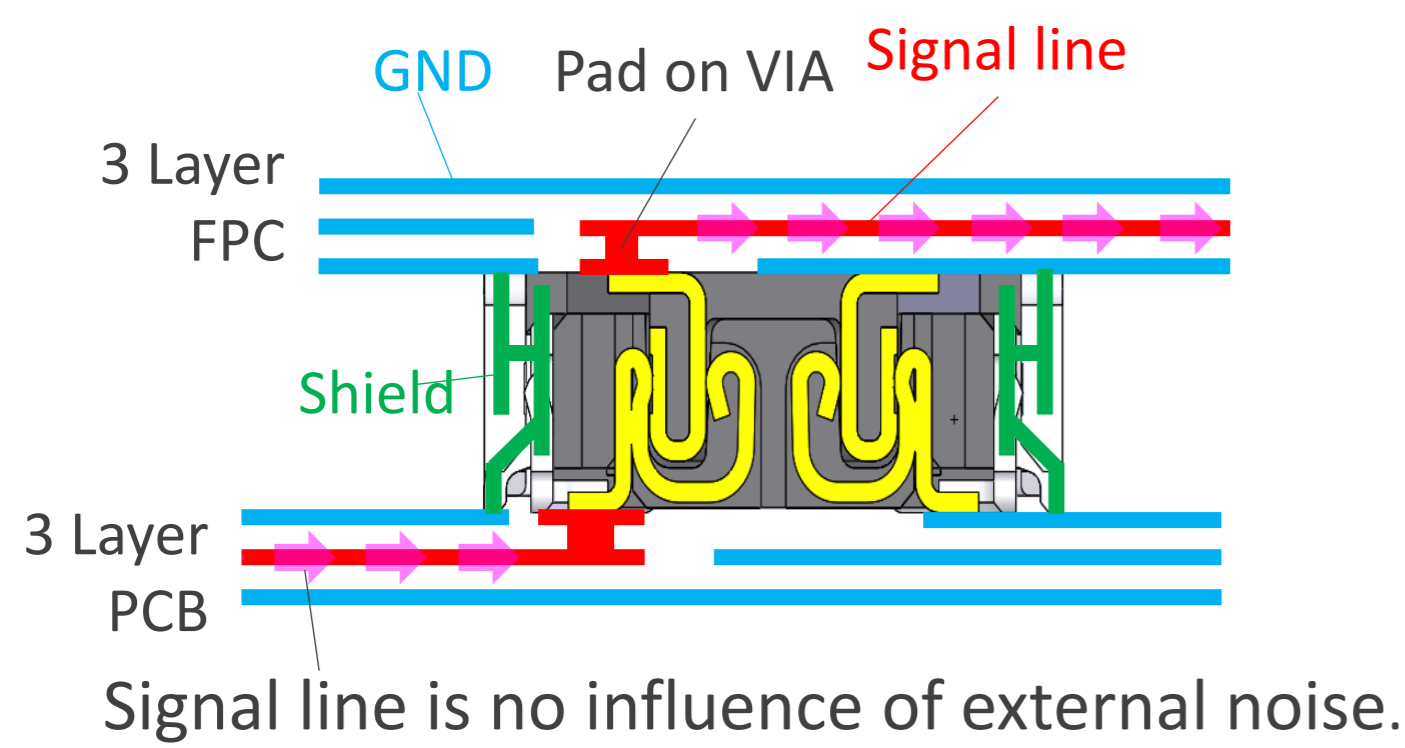 GND
Pad on VIA
Signal line
3 Layer
FPC
Shield
3 Layer
PCB
Signal line is no influence of external noise.